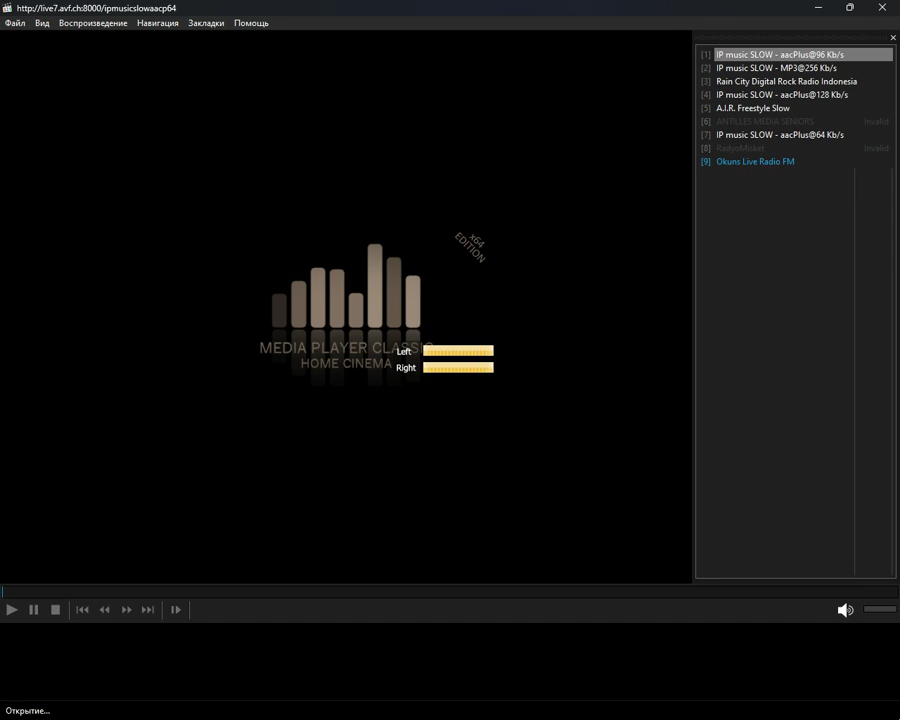 http://live7.avf.ch:8000/ipmusicslowaacp64
Файл Вид Воспроизведение Навигация Закладки Помощь
[1] IP music SLOW - aacPlus@96 Kb/s
[2] IP music SLOW - MP3@256 Kb/s
[3] Rain City Digital Rock Radio Indonesia
[4] IP music SLOW - aacPlus@128 Kb/s
[5] A.I.R. Freestyle Slow
[6] ANTILLES MEDIA SENIORS Invalid
[7] IP music SLOW - aacPlus@64 Kb/s
[8] RadyoMisket Invalid
[9] Okuns Live Radio FM
x64
EDITION
MEDIA PLAYER CLASSIC
HOME CINEMA
Left
Right
Открытие...